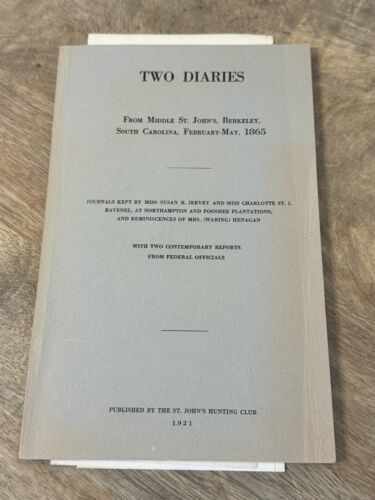 TWO DIARIES
FROM MIDDLE ST. JOHN'S, BERKELEY,
SOUTH CAROLINA, FEBRUARY-MAY, 1865
JOURNALS KEPT BY MISS SUSAN R. JERVEY AND MISS CHARLOTTE ST. J.
RAVENEL, AT NORTHAMPTON AND POOSHEE PLANTATIONS,
AND REMINISCENCES OF MRS. (WARING) HENAGAN
WITH TWO CONTEMPORARY REPORTS
FROM FEDERAL OFFICIALS
PUBLISHED BY THE ST. JOHN'S HUNTING CLUB
1921